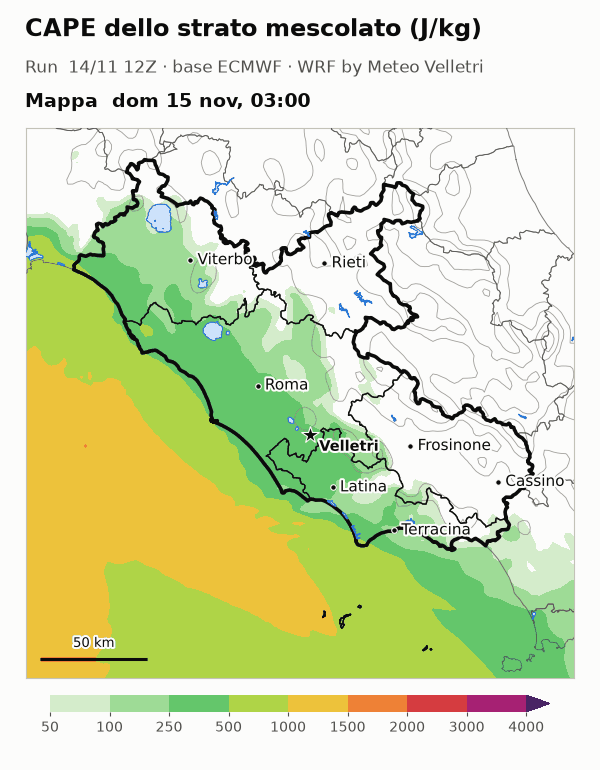 CAPE dello strato mescolato (J/kg)
Run  14/11 12Z · base ECMWF · WRF by Meteo Velletri
Mappa  dom 15 nov, 03:00
Viterbo
Rieti
Roma
Velletri
Frosinone
Cassino
Latina
Terracina
50 km
50 100 250 500 1000 1500 2000 3000 4000